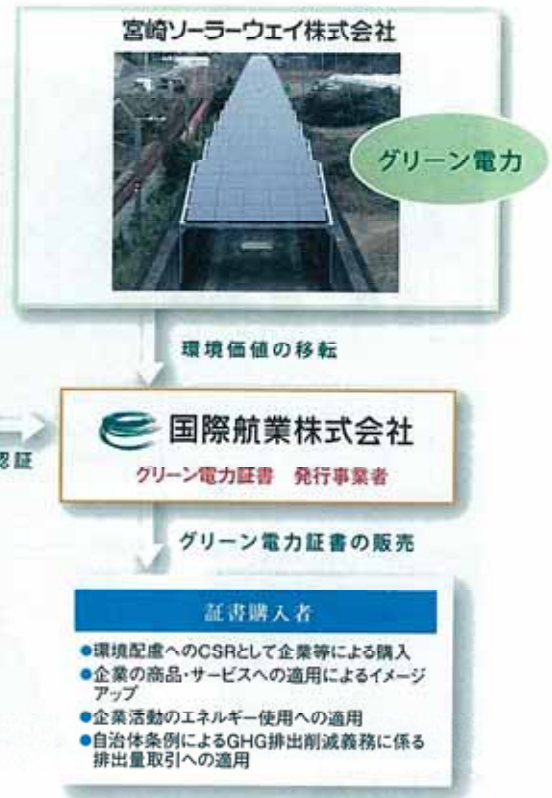 宮崎ソーラーウェイ株式会社
グリーン電力
環境価値の移転
認証
国際航業株式会社
グリーン電力証書 発行事業者
グリーン電力証書の販売
証書購入者
●環境配慮へのCSRとして企業等による購入
●企業の商品・サービスへの適用によるイメージ
アップ
●企業活動のエネルギー使用への適用
●自治体条例によるGHG排出削減義務に係る
排出量取引への適用